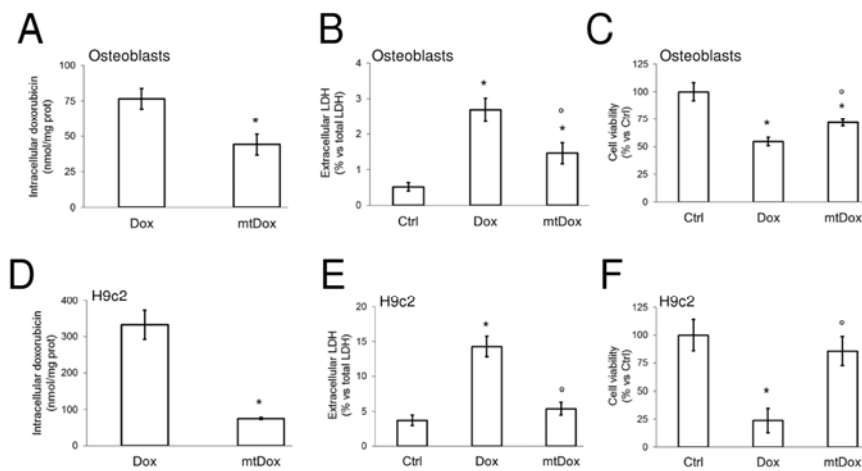 A
Osteoblasts
Intracellular doxorubicin
(nmol/mg prot)
100
75
50
25
0
*
Dox
mtDox
B
Osteoblasts
Extracellular LDH
(% vs total LDH)
4
3
2
1
0
*
°
*
Ctrl
Dox
mtDox
C
Osteoblasts
Cell viability
(% vs Ctrl)
125
100
75
50
25
0
*
°
*
Ctrl
Dox
mtDox
D
H9c2
Intracellular doxorubicin
(nmol/mg prot)
400
300
200
100
0
*
Dox
mtDox
E
H9c2
Extracellular LDH
(% vs total LDH)
20
15
10
5
0
*
°
Ctrl
Dox
mtDox
F
H9c2
Cell viability
(% vs Ctrl)
125
100
75
50
25
0
*
°
Ctrl
Dox
mtDox